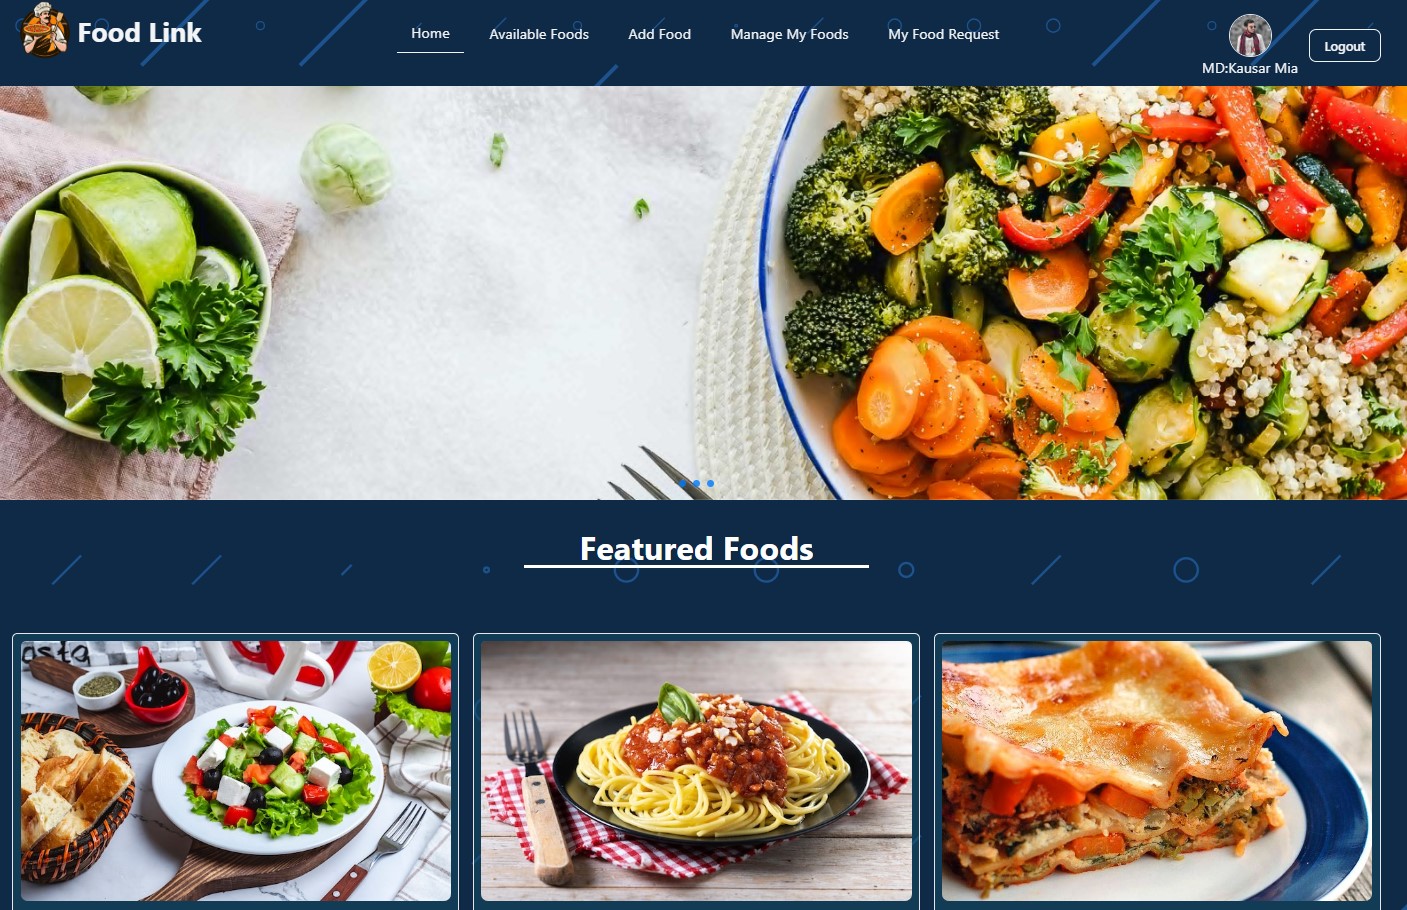 Food Link
Home
Available Foods
Add Food
Manage My Foods
My Food Request
MD:Kausar Mia
Logout
Featured Foods